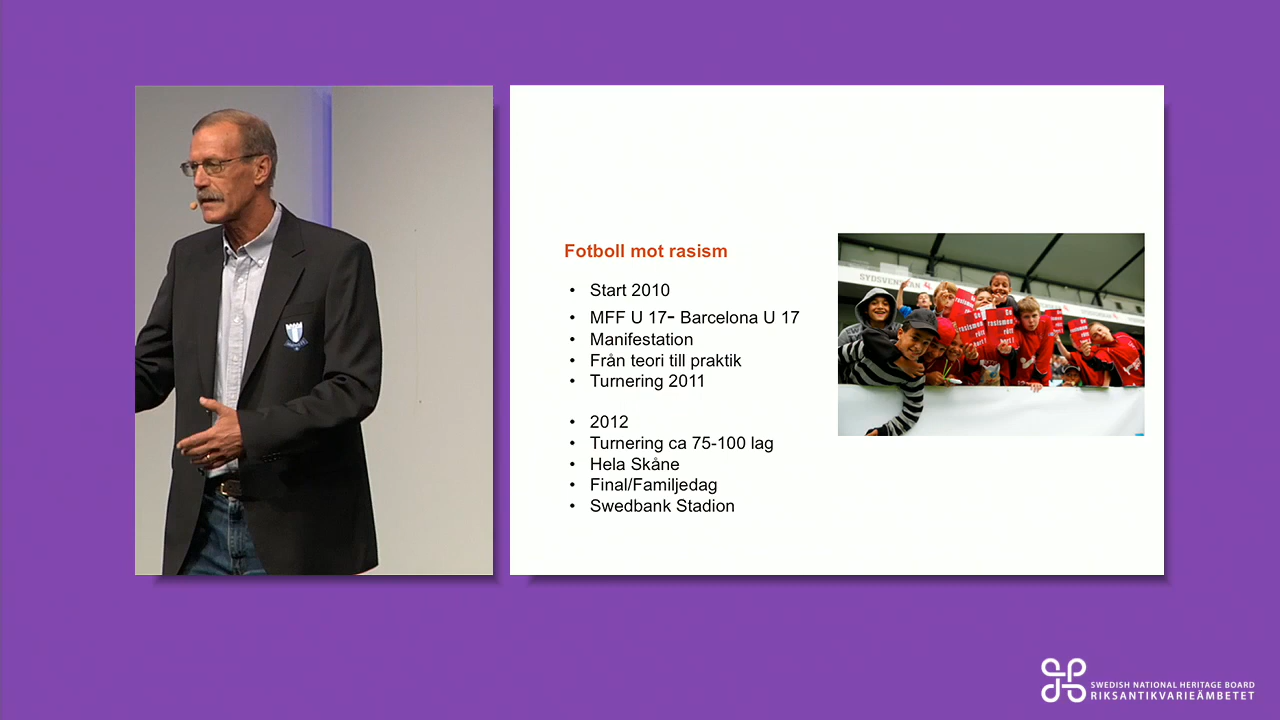 Fotboll mot rasism
• Start 2010
• MFF U 17- Barcelona U 17
• Manifestation
• Från teori till praktik
• Turnering 2011
• 2012
• Turnering ca 75-100 lag
• Hela Skåne
• Final/Familjedag
• Swedbank Stadion
SYDSVENSKAN
SWEDISH NATIONAL HERITAGE BOARD
RIKSANTIKVARIEÄMBETET